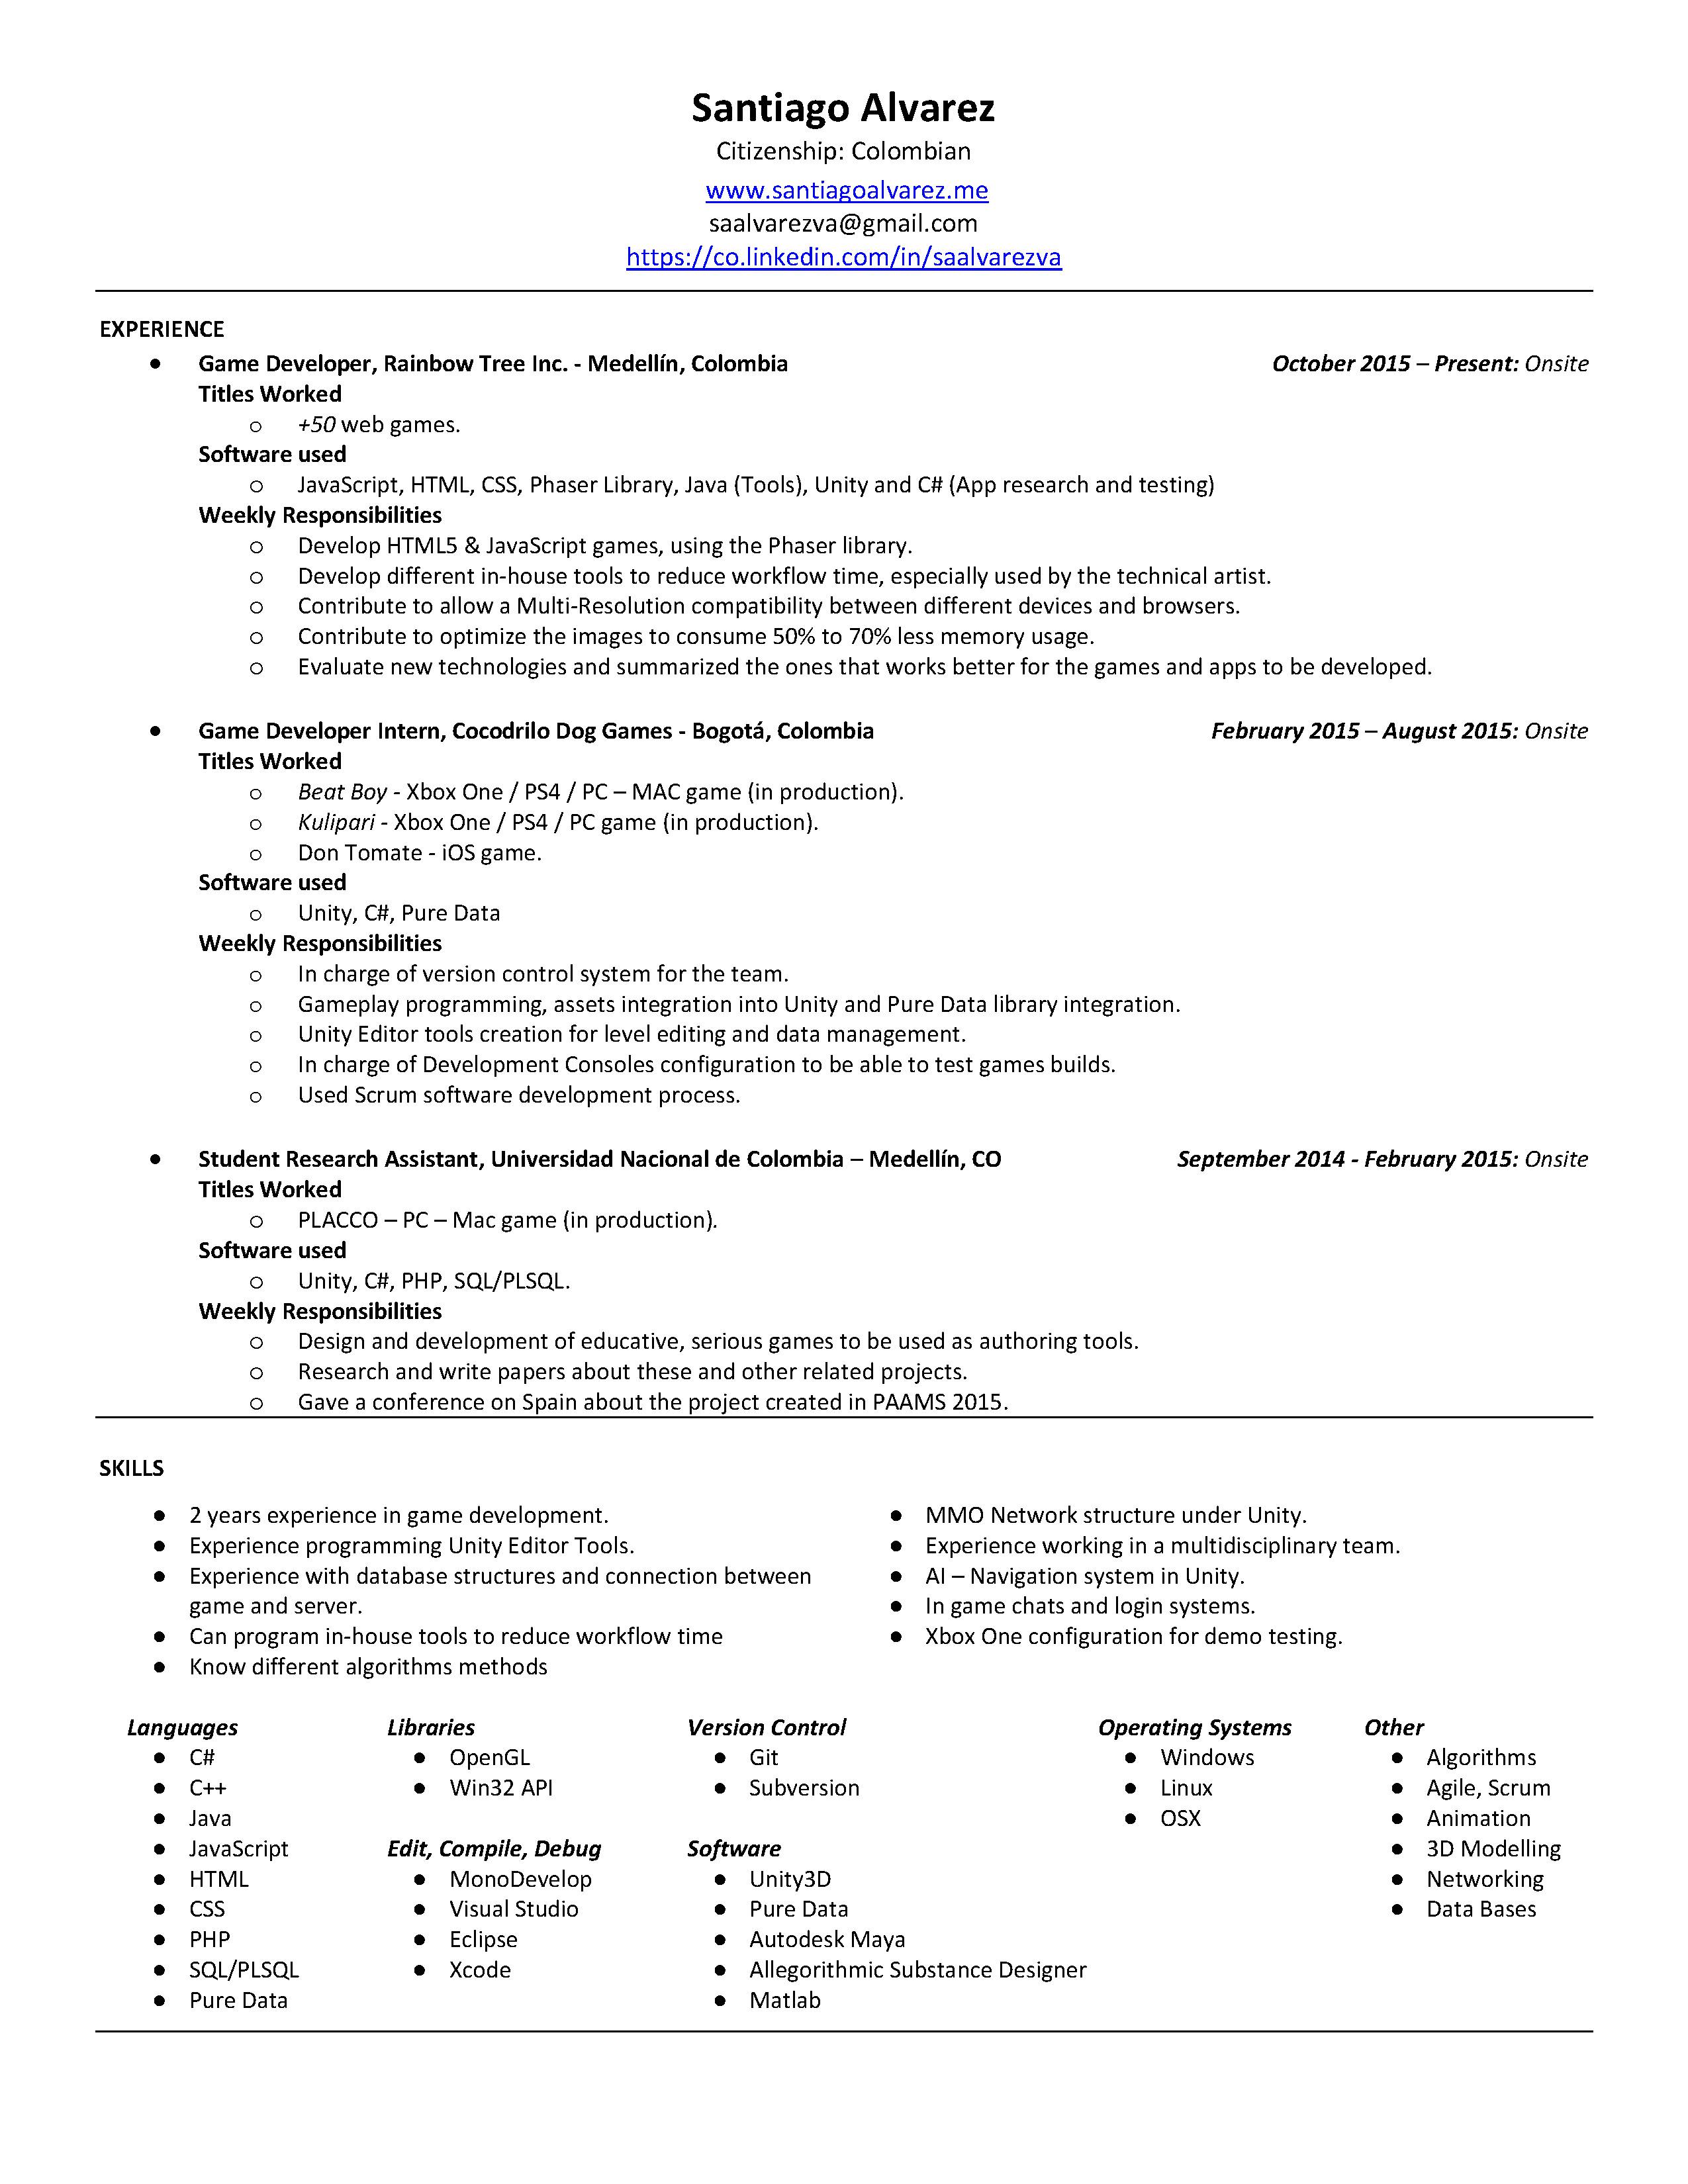 Santiago Alvarez
Citizenship: Colombian
www.santiagoalvarez.me
saalvarezva@gmail.com
https://co.linkedin.com/in/saalvarezva
EXPERIENCE
● Game Developer, Rainbow Tree Inc. - Medellín, Colombia October 2015 – Present: Onsite
Titles Worked
o +50 web games.
Software used
o JavaScript, HTML, CSS, Phaser Library, Java (Tools), Unity and C# (App research and testing)
Weekly Responsibilities
o Develop HTML5 & JavaScript games, using the Phaser library.
o Develop different in-house tools to reduce workflow time, especially used by the technical artist.
o Contribute to allow a Multi-Resolution compatibility between different devices and browsers.
o Contribute to optimize the images to consume 50% to 70% less memory usage.
o Evaluate new technologies and summarized the ones that works better for the games and apps to be developed.
● Game Developer Intern, Cocodrilo Dog Games - Bogotá, Colombia February 2015 – August 2015: Onsite
Titles Worked
o Beat Boy - Xbox One / PS4 / PC – MAC game (in production).
o Kulipari - Xbox One / PS4 / PC game (in production).
o Don Tomate - iOS game.
Software used
o Unity, C#, Pure Data
Weekly Responsibilities
o In charge of version control system for the team.
o Gameplay programming, assets integration into Unity and Pure Data library integration.
o Unity Editor tools creation for level editing and data management.
o In charge of Development Consoles configuration to be able to test games builds.
o Used Scrum software development process.
● Student Research Assistant, Universidad Nacional de Colombia – Medellín, CO September 2014 - February 2015: Onsite
Titles Worked
o PLACCO – PC – Mac game (in production).
Software used
o Unity, C#, PHP, SQL/PLSQL.
Weekly Responsibilities
o Design and development of educative, serious games to be used as authoring tools.
o Research and write papers about these and other related projects.
o Gave a conference on Spain about the project created in PAAMS 2015.
SKILLS
● 2 years experience in game development.
● Experience programming Unity Editor Tools.
● Experience with database structures and connection between
game and server.
● Can program in-house tools to reduce workflow time
● Know different algorithms methods
● MMO Network structure under Unity.
● Experience working in a multidisciplinary team.
● AI – Navigation system in Unity.
● In game chats and login systems.
● Xbox One configuration for demo testing.
Languages
● C#
● C++
● Java
● JavaScript
● HTML
● CSS
● PHP
● SQL/PLSQL
● Pure Data
Libraries
● OpenGL
● Win32 API
Edit, Compile, Debug
● MonoDevelop
● Visual Studio
● Eclipse
● Xcode
Version Control
● Git
● Subversion
Software
● Unity3D
● Pure Data
● Autodesk Maya
● Allegorithmic Substance Designer
● Matlab
Operating Systems
● Windows
● Linux
● OSX
Other
● Algorithms
● Agile, Scrum
● Animation
● 3D Modelling
● Networking
● Data Bases